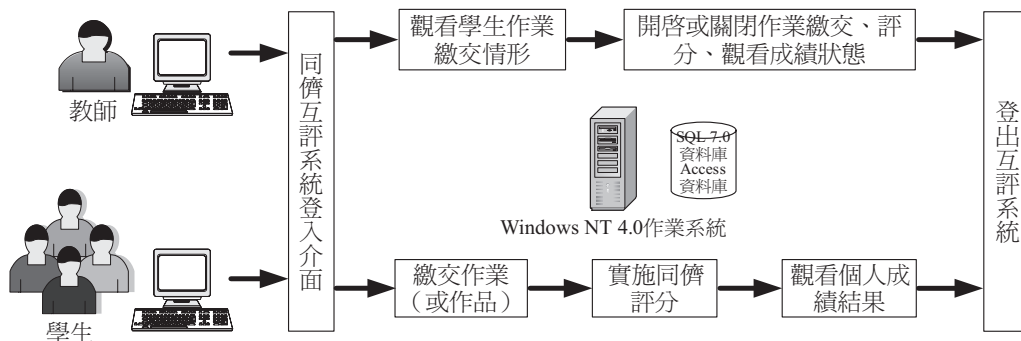 教師
學生
同儕互評系統登入介面
觀看學生作業
繳交情形
開啓或關閉作業繳交、評
分、觀看成績狀態
SQL 7.0
資料庫
Access
資料庫
Windows NT 4.0作業系統
繳交作業
（或作品）
實施同儕
評分
觀看個人成
績結果
登出互評系統